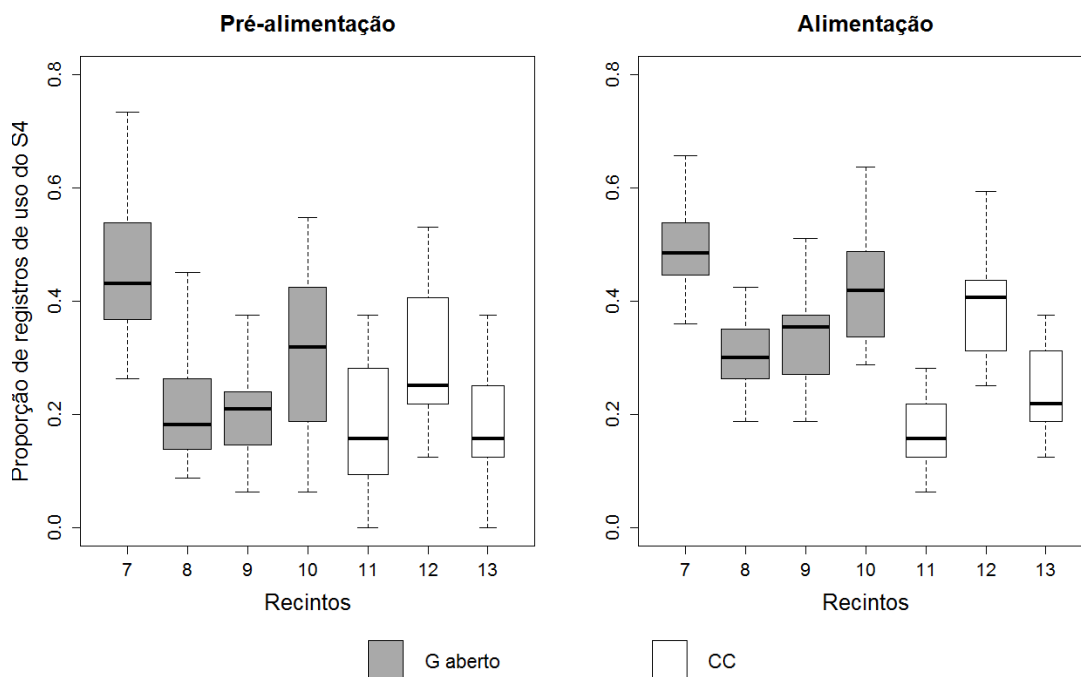 Pré-alimentação
Alimentação
Proporção de registros de uso do S4
0.8
0.6
0.4
0.2
0.0
7 8 9 10 11 12 13
Recintos
0.8
0.6
0.4
0.2
0.0
7 8 9 10 11 12 13
Recintos
G aberto
CC